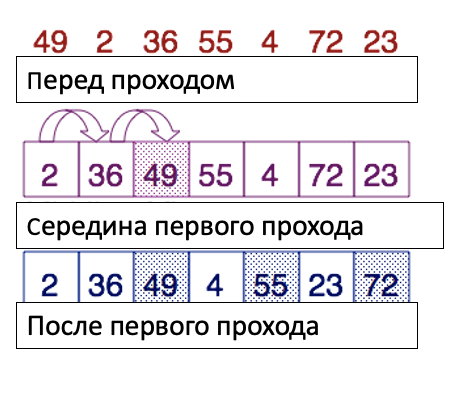 49 2 36 55 4 72 23
Перед проходом
2 36 49 55 4 72 23
Середина первого прохода
2 36 49 4 55 23 72
После первого прохода